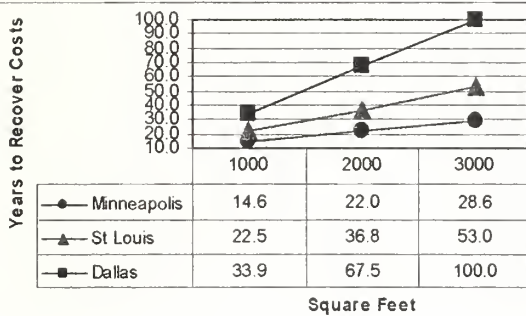 Years to Recover Costs
100.0
90.0
80.0
70.0
60.0
50.0
40.0
30.0
20.0
10.0
1000 2000 3000
Minneapolis 14.6 22.0 28.6
St Louis 22.5 36.8 53.0
Dallas 33.9 67.5 100.0
Square Feet